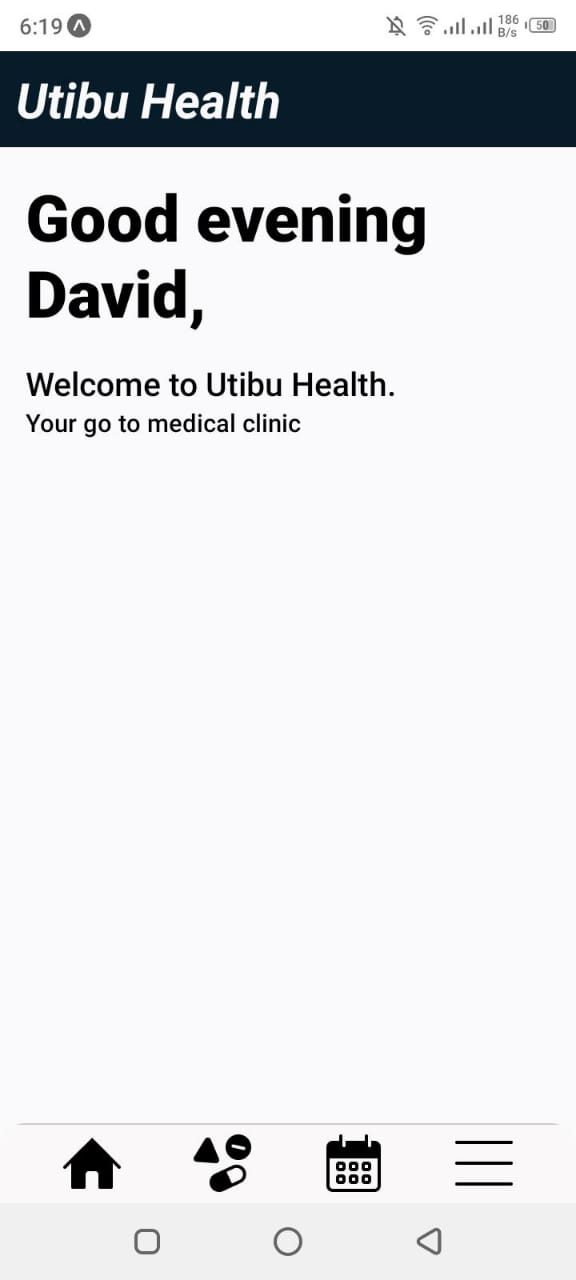 6:19
186
B/s
50
Utibu Health
Good evening
David,
Welcome to Utibu Health.
Your go to medical clinic